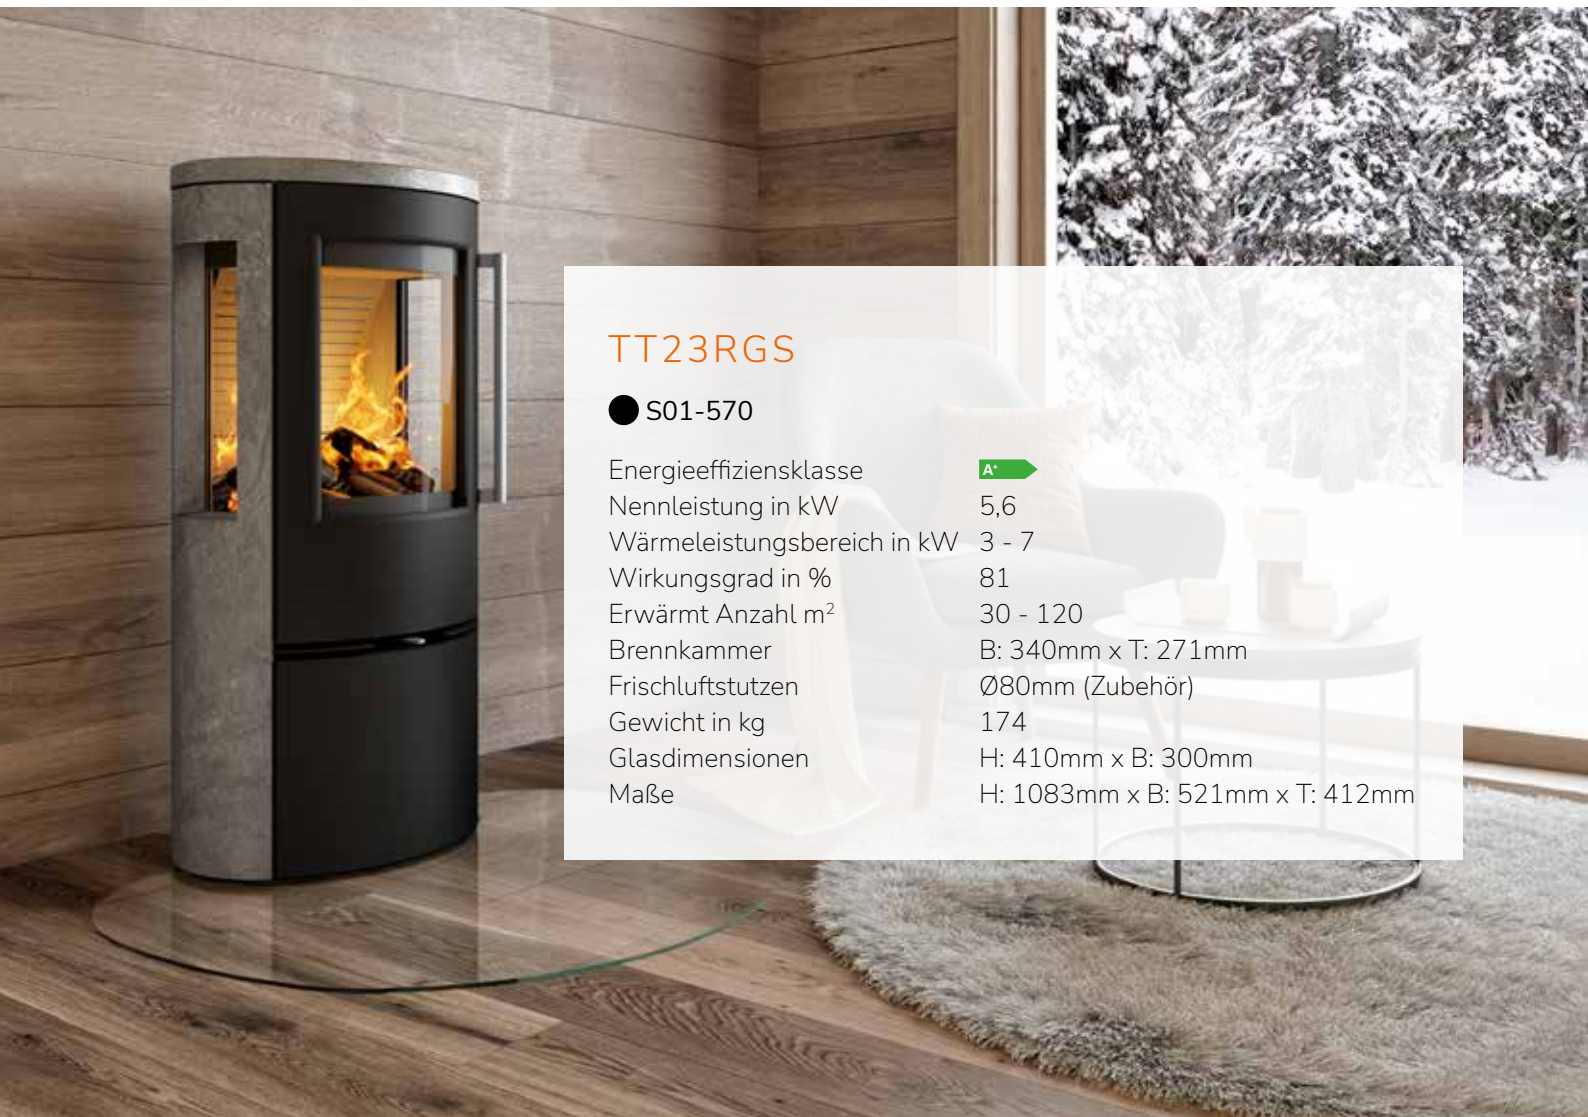 TT23RGS
S01-570
Energieeffiziensklasse A+
Nennleistung in kW 5,6
Wärmeleistungsbereich in kW 3 - 7
Wirkungsgrad in % 81
Erwärmt Anzahl m² 30 - 120
Brennkammer B: 340mm x T: 271mm
Frischluftstutzen Ø80mm (Zubehör)
Gewicht in kg 174
Glasdimensionen H: 410mm x B: 300mm
Maße H: 1083mm x B: 521mm x T: 412mm